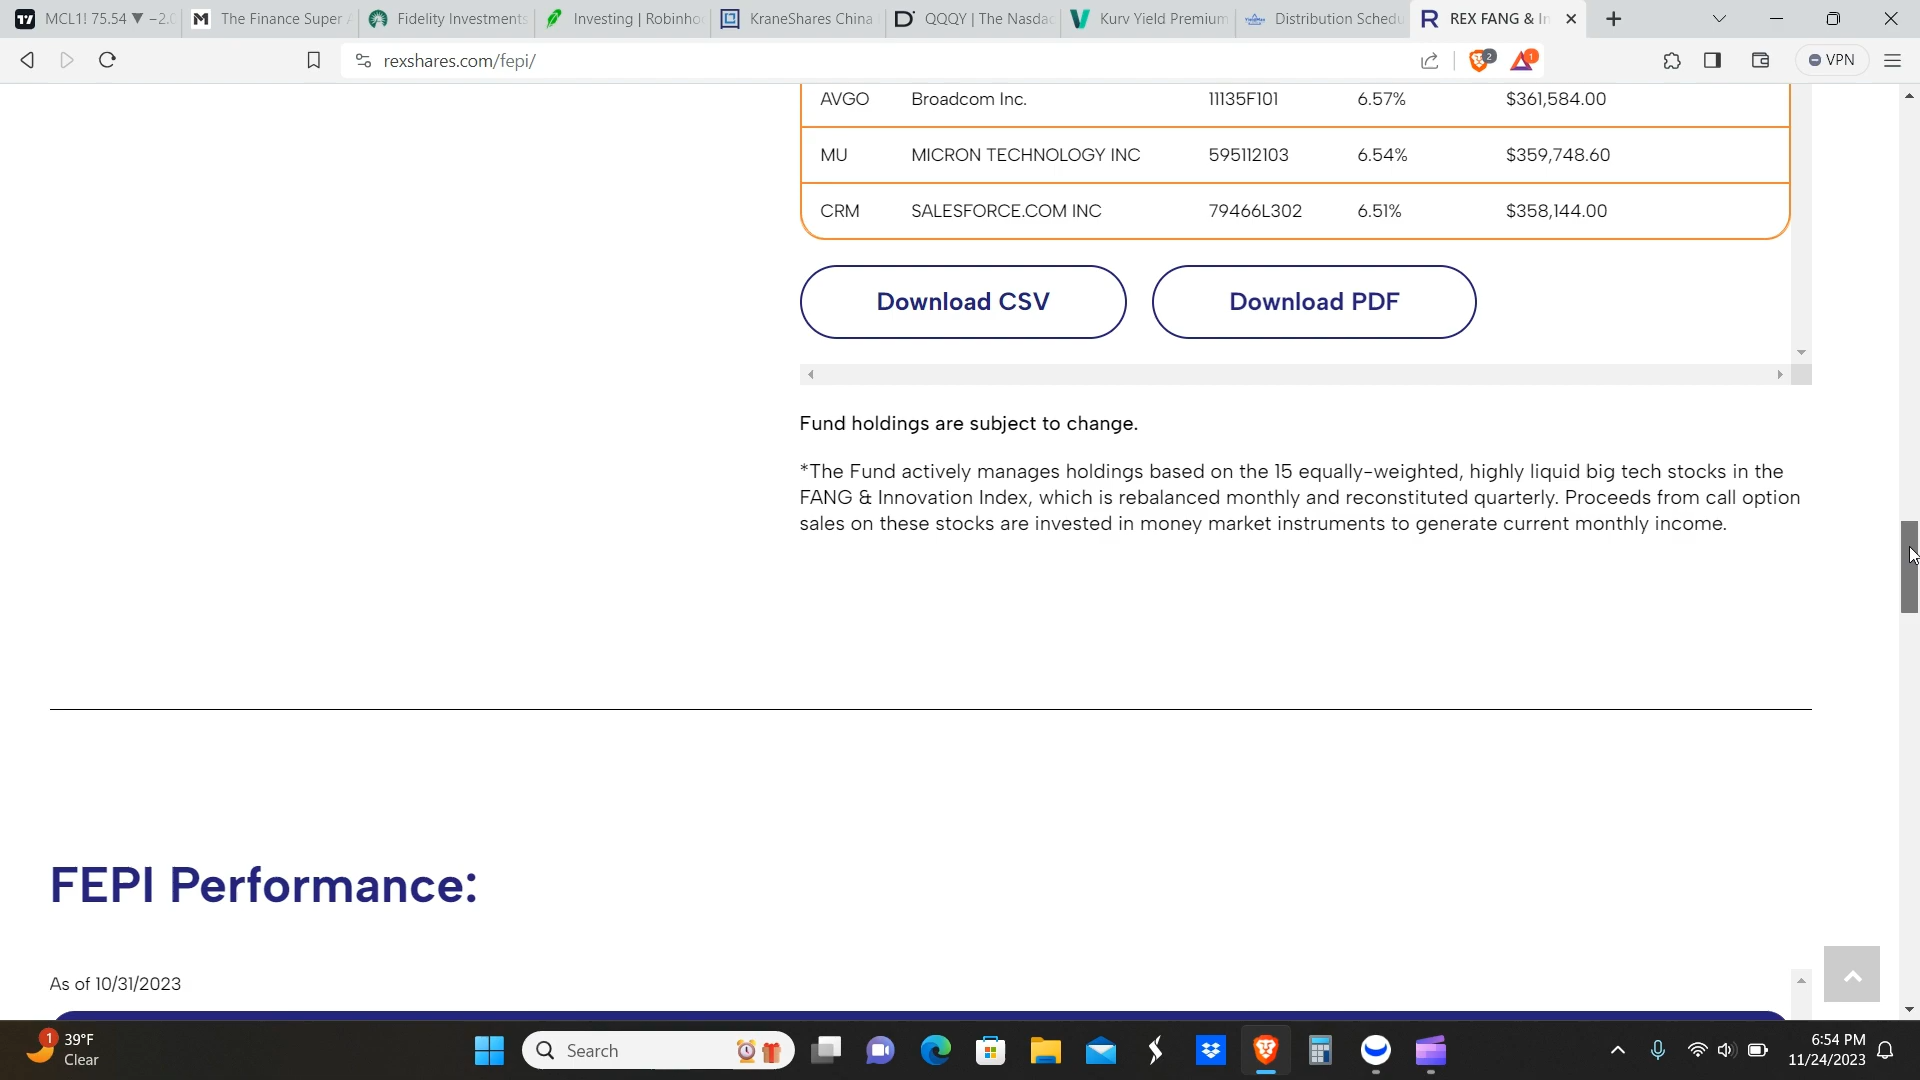 MCL1! 75.54 ▼ −2.0
The Finance Super A
Fidelity Investments
Investing | Robinho
KraneShares China
QQQY | The Nasda
Kurv Yield Premium
Distribution Schedu
REX FANG & In
rexshares.com/fepi/
2
1
VPN
AVGO Broadcom Inc. 11135F101 6.57% $361,584.00
MU MICRON TECHNOLOGY INC 595112103 6.54% $359,748.60
CRM SALESFORCE.COM INC 79466L302 6.51% $358,144.00
Download CSV
Download PDF
Fund holdings are subject to change.
*The Fund actively manages holdings based on the 15 equally-weighted, highly liquid big tech stocks in the
FANG & Innovation Index, which is rebalanced monthly and reconstituted quarterly. Proceeds from call option
sales on these stocks are invested in money market instruments to generate current monthly income.
FEPI Performance:
As of 10/31/2023
1
39°F
Clear
Search
6:54 PM
11/24/2023